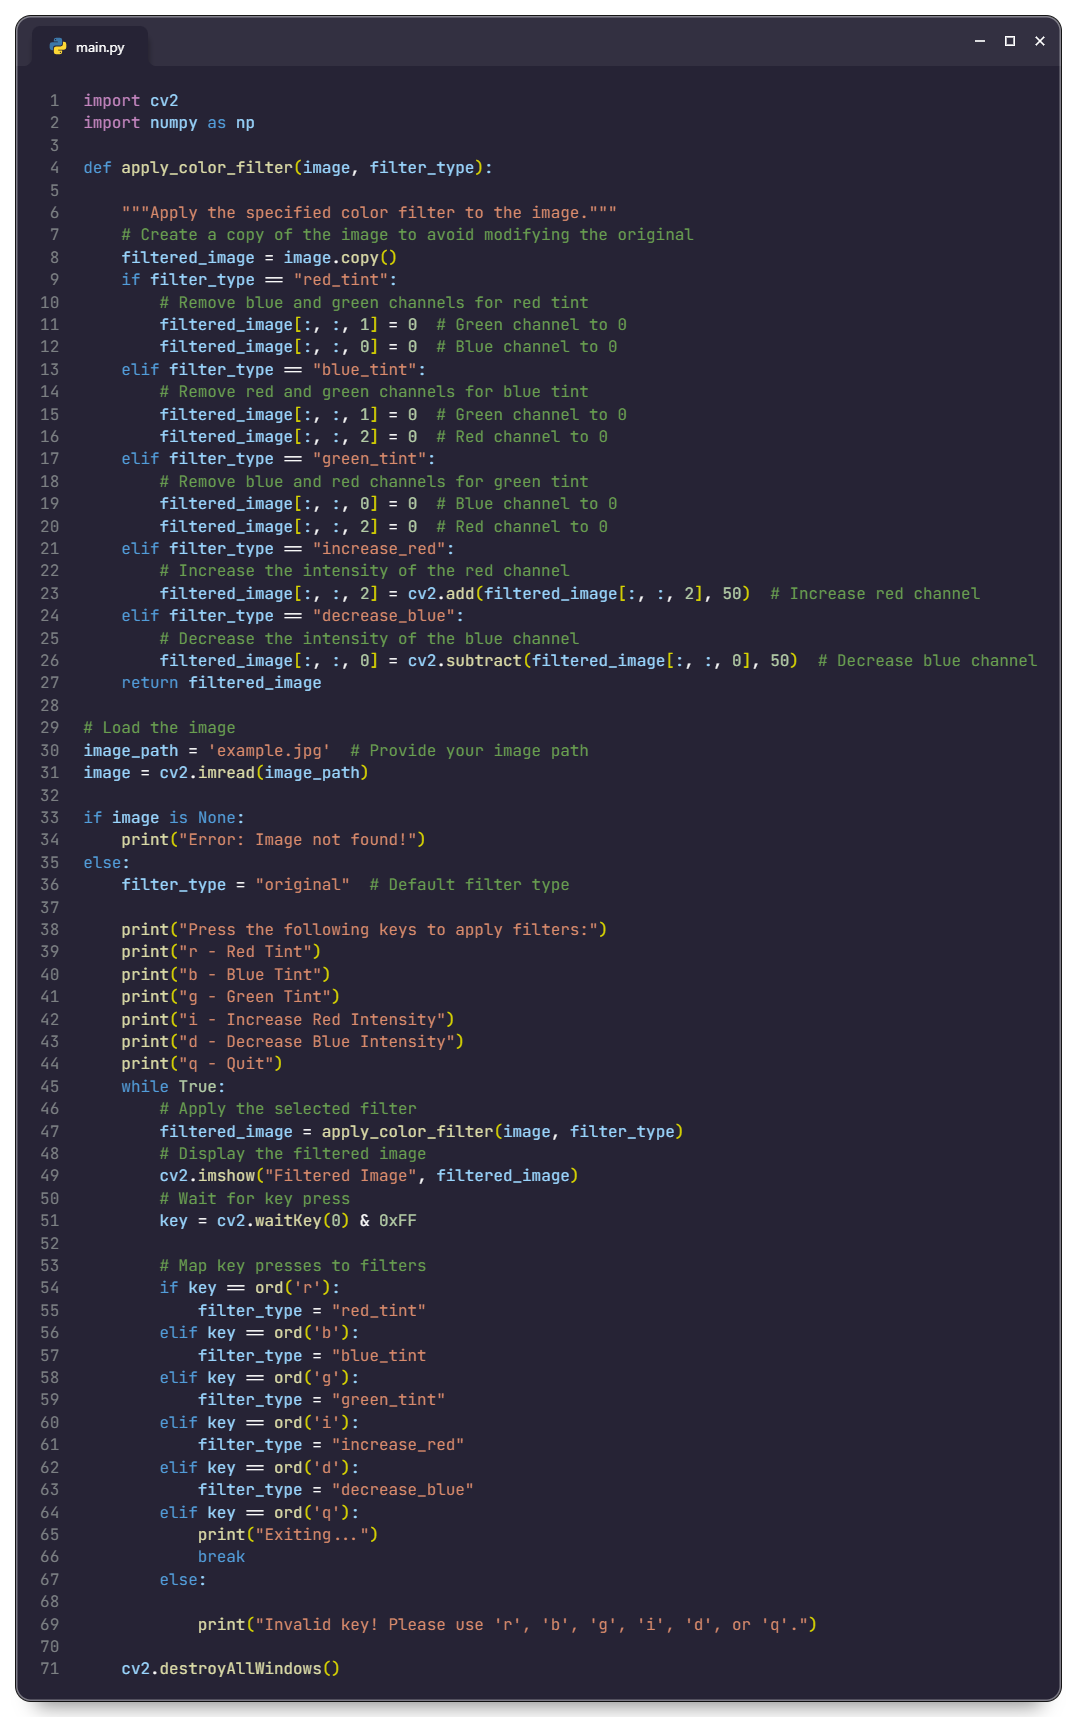 main.py
1 import cv2
2 import numpy as np
3
4 def apply_color_filter(image, filter_type):
5
6     """Apply the specified color filter to the image."""
7     # Create a copy of the image to avoid modifying the original
8     filtered_image = image.copy()
9     if filter_type == "red_tint":
10         # Remove blue and green channels for red tint
11         filtered_image[:, :, 1] = 0  # Green channel to 0
12         filtered_image[:, :, 0] = 0  # Blue channel to 0
13     elif filter_type == "blue_tint":
14         # Remove red and green channels for blue tint
15         filtered_image[:, :, 1] = 0  # Green channel to 0
16         filtered_image[:, :, 2] = 0  # Red channel to 0
17     elif filter_type == "green_tint":
18         # Remove blue and red channels for green tint
19         filtered_image[:, :, 0] = 0  # Blue channel to 0
20         filtered_image[:, :, 2] = 0  # Red channel to 0
21     elif filter_type == "increase_red":
22         # Increase the intensity of the red channel
23         filtered_image[:, :, 2] = cv2.add(filtered_image[:, :, 2], 50)  # Increase red channel
24     elif filter_type == "decrease_blue":
25         # Decrease the intensity of the blue channel
26         filtered_image[:, :, 0] = cv2.subtract(filtered_image[:, :, 0], 50)  # Decrease blue channel
27     return filtered_image
28
29 # Load the image
30 image_path = 'example.jpg'  # Provide your image path
31 image = cv2.imread(image_path)
32
33 if image is None:
34     print("Error: Image not found!")
35 else:
36     filter_type = "original"  # Default filter type
37
38     print("Press the following keys to apply filters:")
39     print("r - Red Tint")
40     print("b - Blue Tint")
41     print("g - Green Tint")
42     print("i - Increase Red Intensity")
43     print("d - Decrease Blue Intensity")
44     print("q - Quit")
45     while True:
46         # Apply the selected filter
47         filtered_image = apply_color_filter(image, filter_type)
48         # Display the filtered image
49         cv2.imshow("Filtered Image", filtered_image)
50         # Wait for key press
51         key = cv2.waitKey(0) & 0xFF
52
53         # Map key presses to filters
54         if key == ord('r'):
55             filter_type = "red_tint"
56         elif key == ord('b'):
57             filter_type = "blue_tint
58         elif key == ord('g'):
59             filter_type = "green_tint"
60         elif key == ord('i'):
61             filter_type = "increase_red"
62         elif key == ord('d'):
63             filter_type = "decrease_blue"
64         elif key == ord('q'):
65             print("Exiting...")
66             break
67         else:
68
69             print("Invalid key! Please use 'r', 'b', 'g', 'i', 'd', or 'q'.")
70
71     cv2.destroyAllWindows()